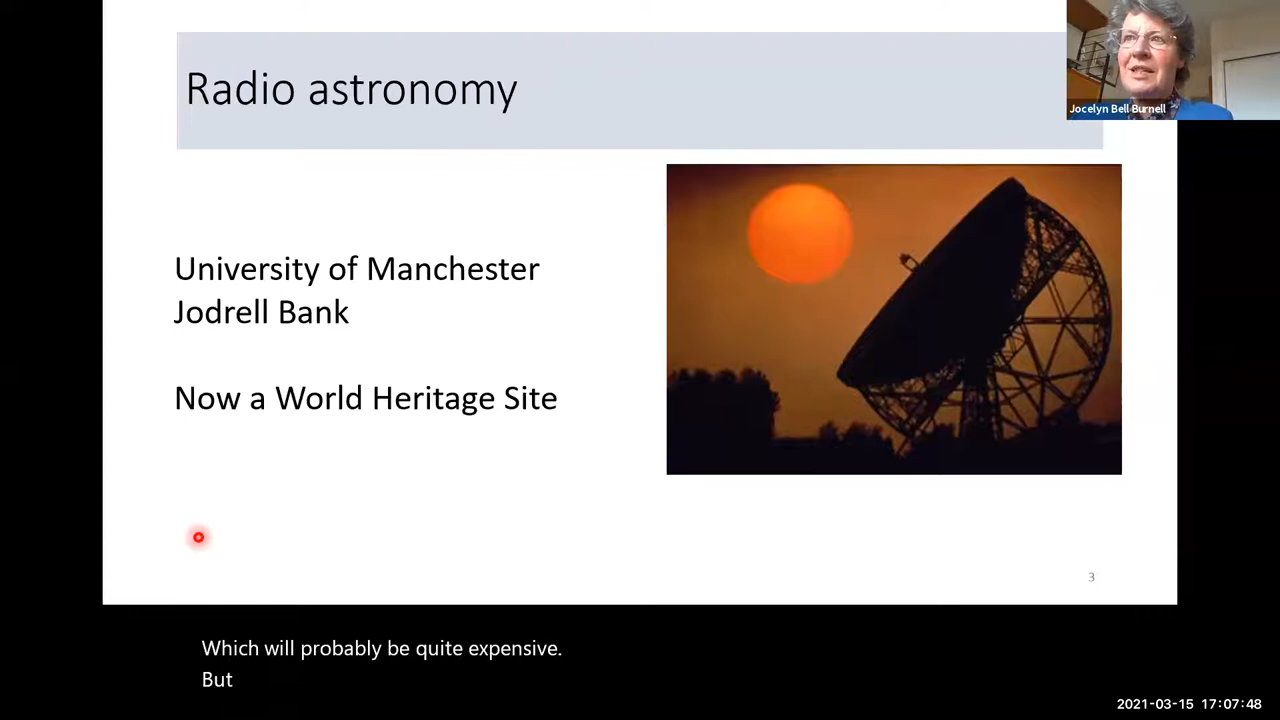 Radio astronomy
Jocelyn Bell Burnell
University of Manchester
Jodrell Bank
Now a World Heritage Site
3
Which will probably be quite expensive.
But
2021-03-15 17:07:48